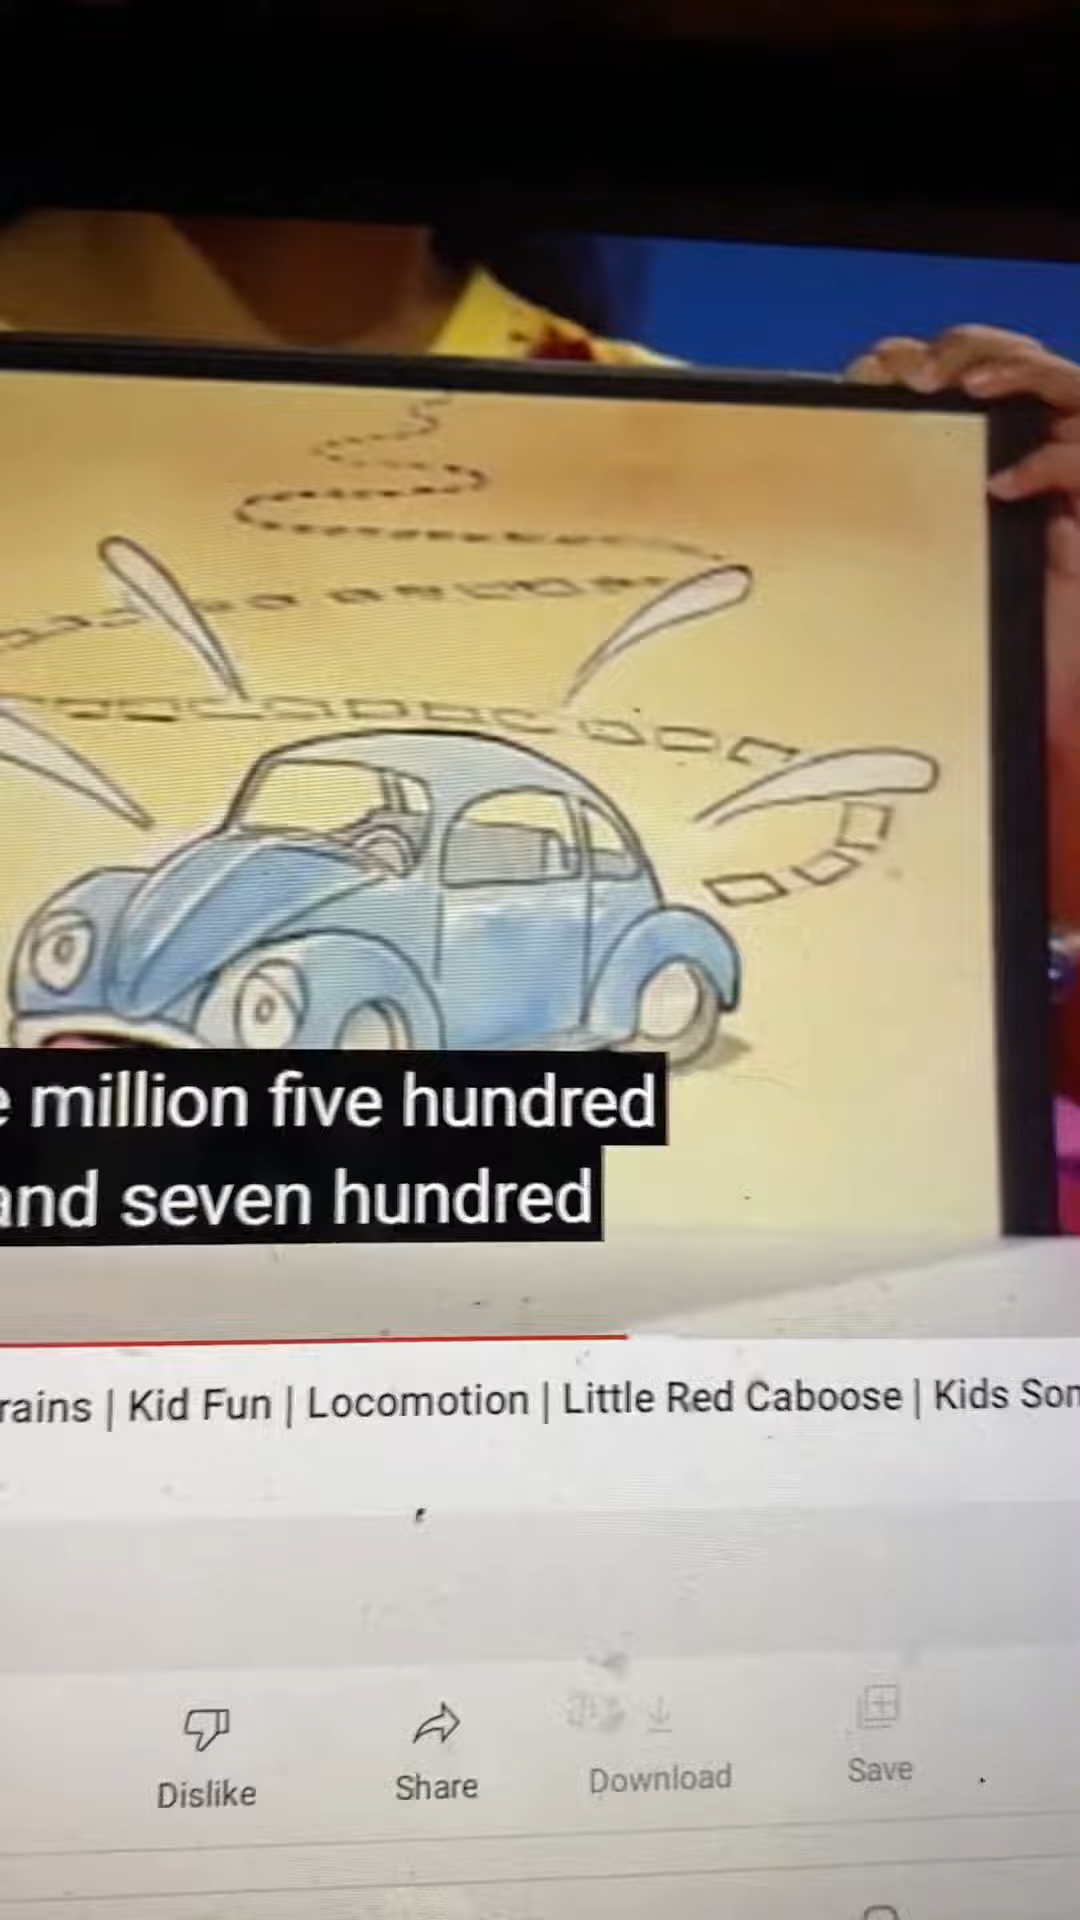 million five hundred
and seven hundred
rains | Kid Fun | Locomotion | Little Red Caboose | Kids Son
Dislike
Share
Download
Save